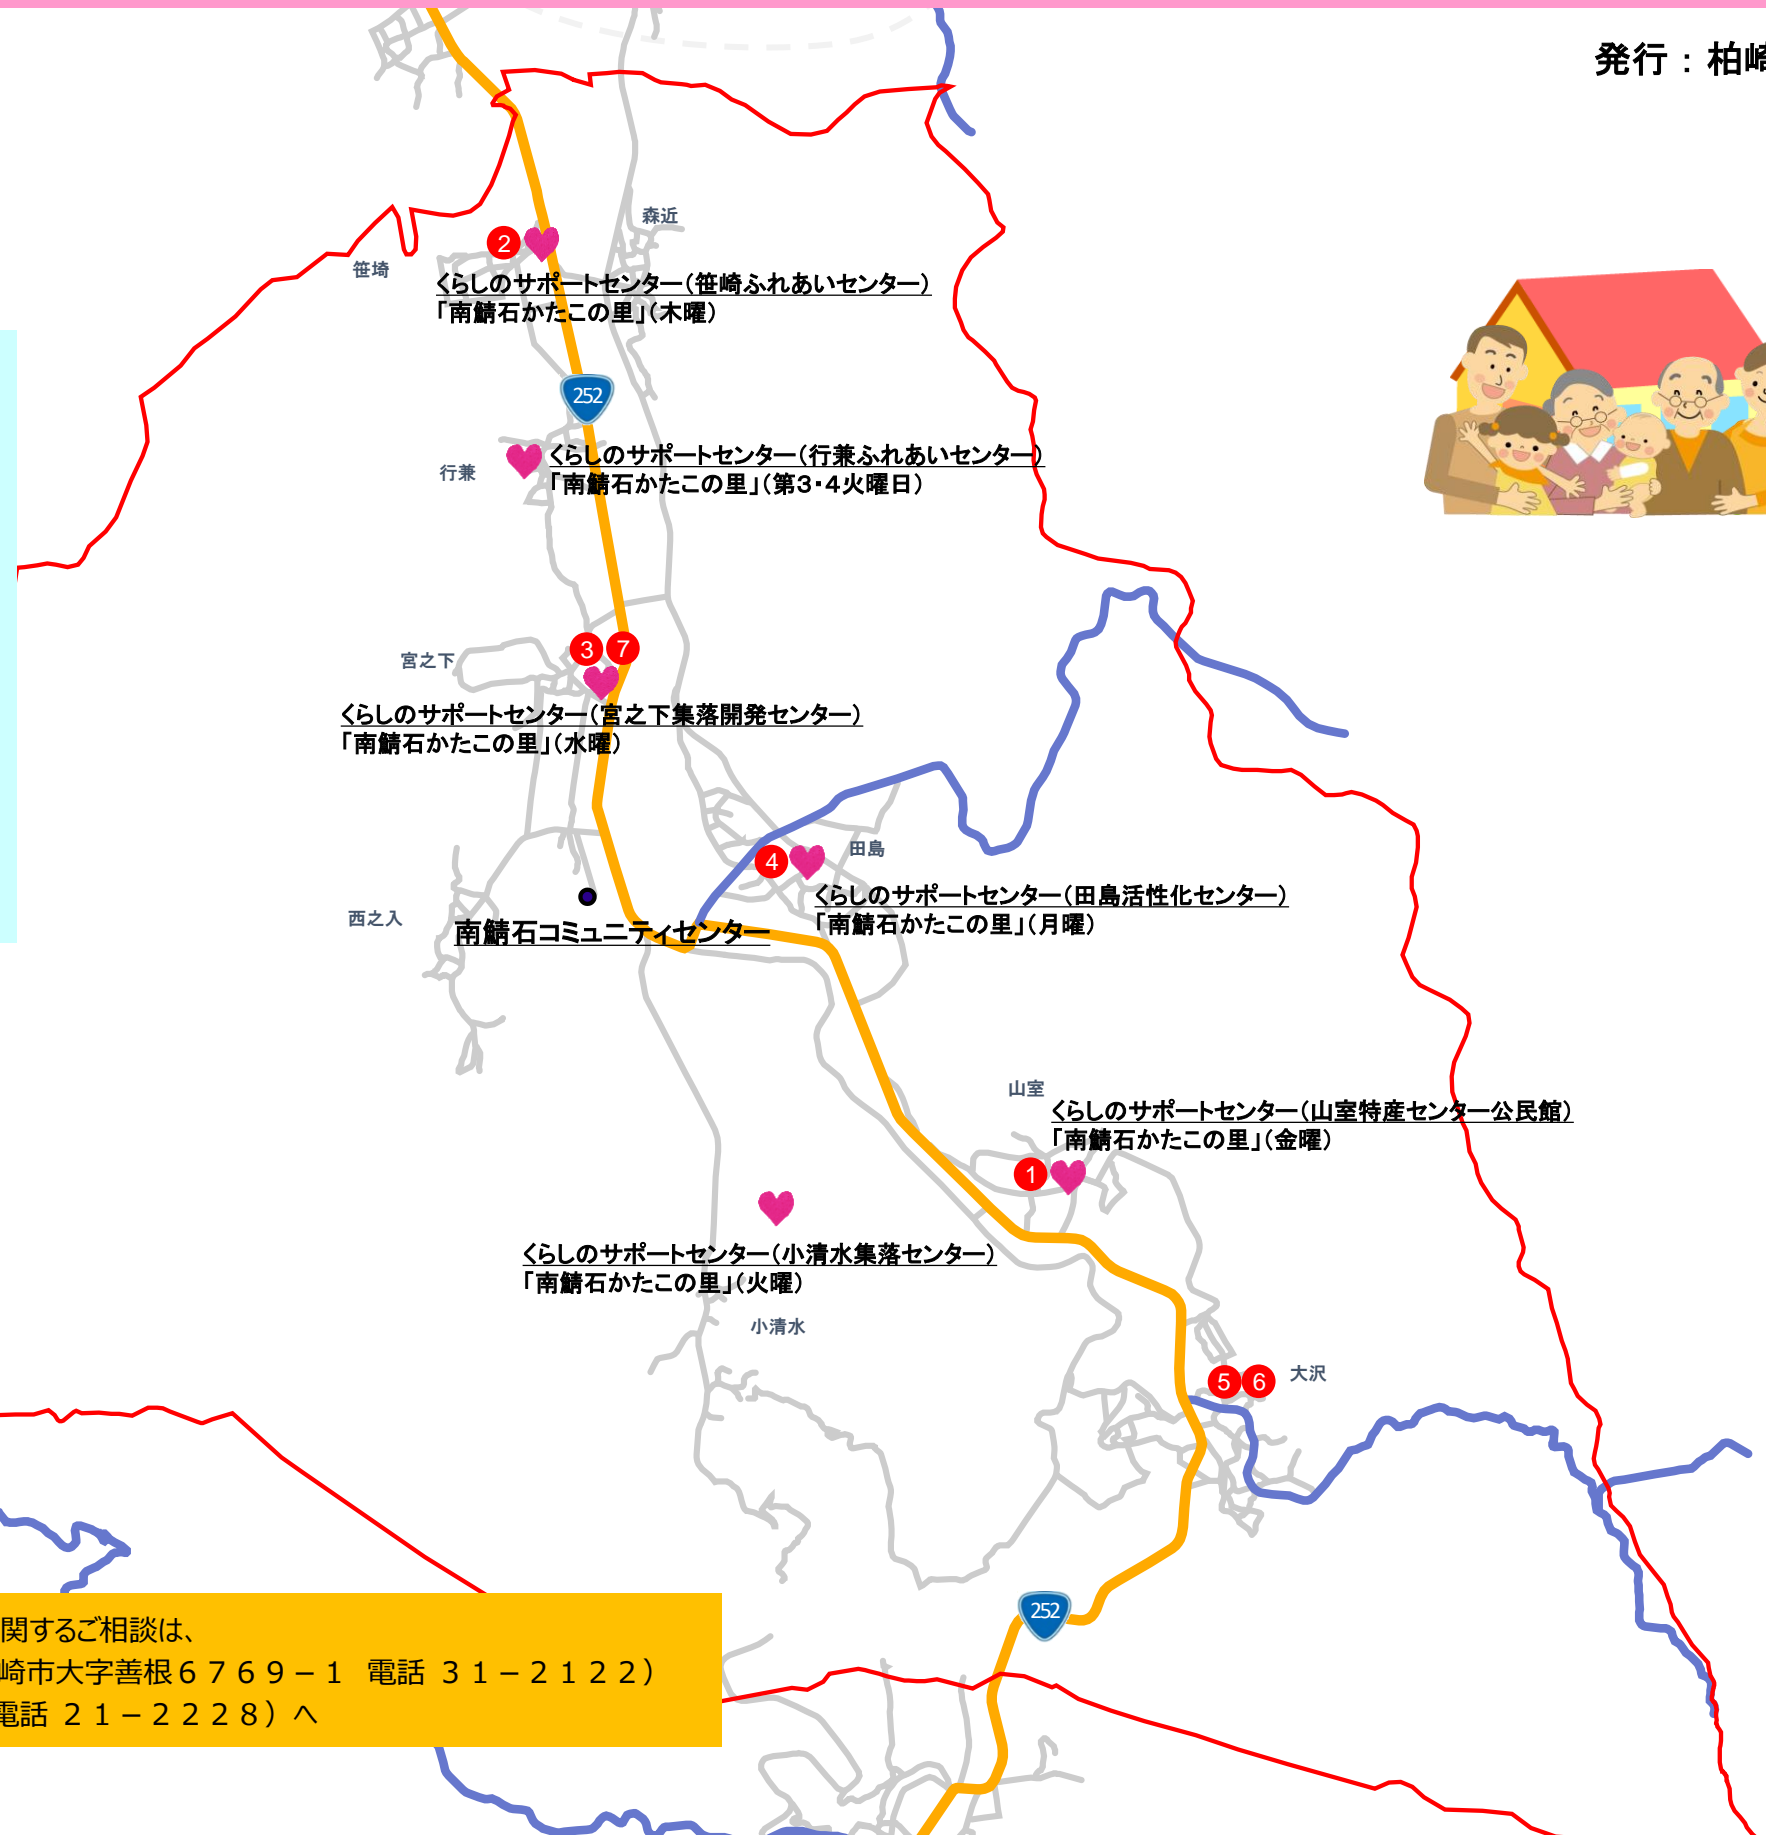 発行：柏崎
森近
2
笹埼
くらしのサポートセンター（笹崎ふれあいセンター）
「南鯖石かたこの里」（木曜）
252
くらしのサポートセンター（行兼ふれあいセンター）
行兼
「南鯖石かたこの里」（第3・4火曜日）
3 7
宮之下
くらしのサポートセンター（宮之下集落開発センター）
「南鯖石かたこの里」（水曜）
田島
4
くらしのサポートセンター（田島活性化センター）
「南鯖石かたこの里」（月曜）
西之入
南鯖石コミュニティセンター
山室
くらしのサポートセンター（山室特産センター公民館）
「南鯖石かたこの里」（金曜）
1
くらしのサポートセンター（小清水集落センター）
「南鯖石かたこの里」（火曜）
小清水
大沢
5 6
252
関するご相談は、
崎市大字善根６７６９－１ 電話 ３１－２１２２）
電話 ２１－２２２８）へ